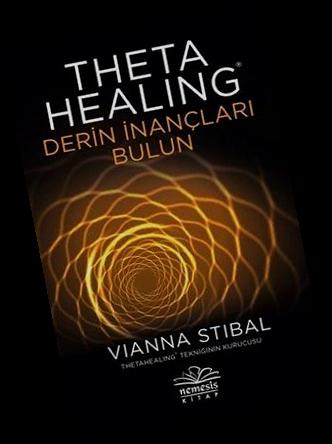 THETA
HEALING®
DERİN İNANÇLARI
BULUN
VIANNA STIBAL
THETAHEALING® TEKNİĞİNİN KURUCUSU
nemesis
KİTAP